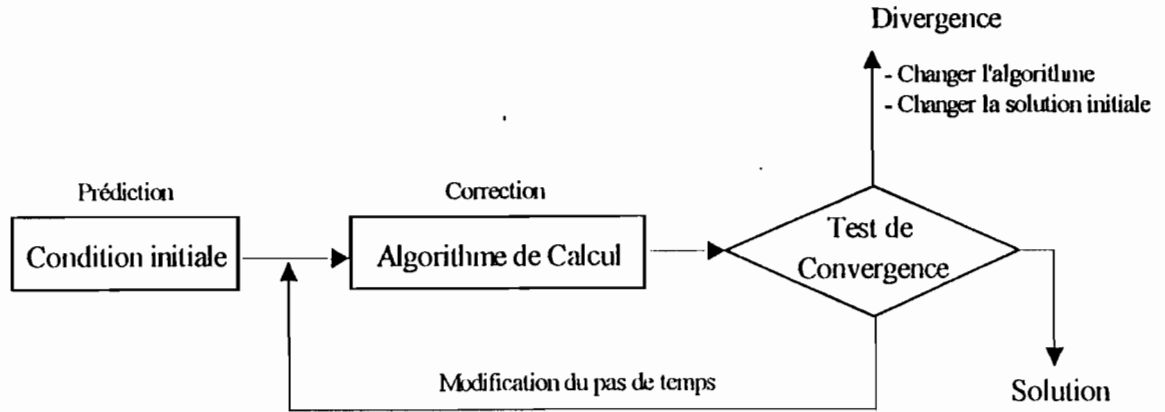 Divergence
- Changer l'algorithme
- Changer la solution initiale
Prédiction
Condition initiale
Correction
Algorithme de Calcul
Test de
Convergence
Modification du pas de temps
Solution